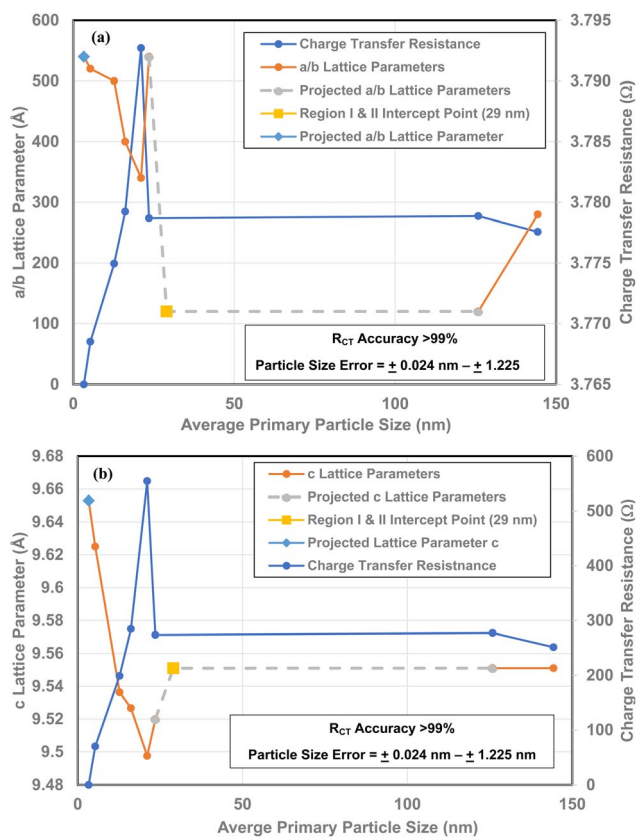 (a)
Charge Transfer Resistance
a/b Lattice Parameters
Projected a/b Lattice Parameters
Region I & II Intercept Point (29 nm)
Projected a/b Lattice Parameter
a/b Lattice Parameter (Å)
600
500
400
300
200
100
0
3.795
3.790
3.785
3.780
3.775
3.770
3.765
Charge Transfer Resistance (Ω)
R_CT Accuracy >99%
Particle Size Error = ± 0.024 nm – ± 1.225
0
50
100
150
Average Primary Particle Size (nm)
(b)
c Lattice Parameters
Projected c Lattice Parameters
Region I & II Intercept Point (29 nm)
Projected Lattice Parameter c
Charge Transfer Resistnance
c Lattice Parameter (Å)
9.68
9.66
9.64
9.62
9.6
9.58
9.56
9.54
9.52
9.5
9.48
600
500
400
300
200
100
0
Charge Transfer Resistance (Ω)
R_CT Accuracy >99%
Particle Size Error = ± 0.024 nm – ± 1.225 nm
0
50
100
150
Averge Primary Particle Size (nm)